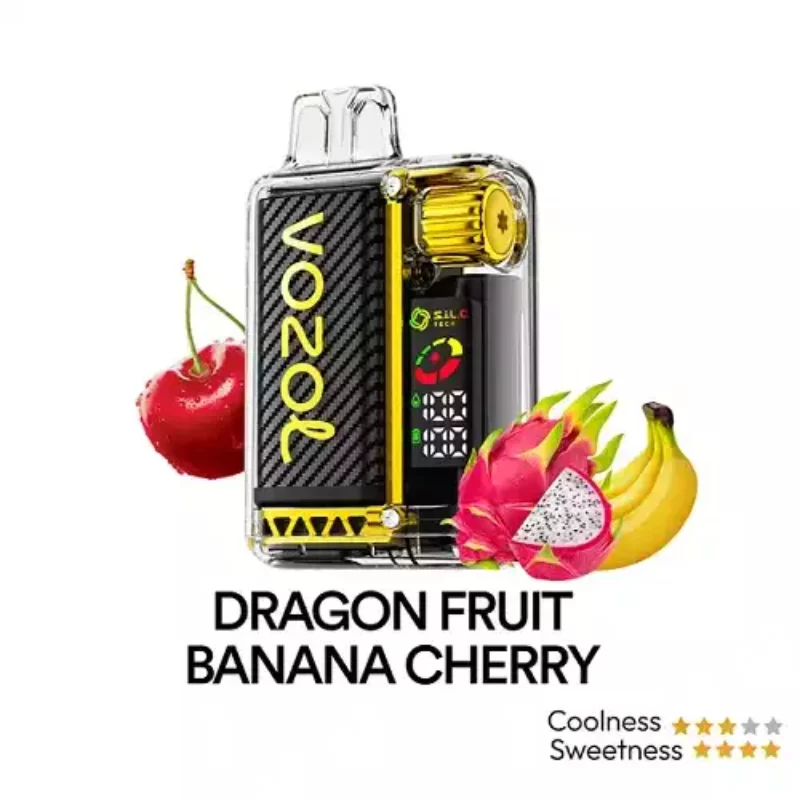 VOZOL
S.i.L.O
TECH
DRAGON FRUIT
BANANA CHERRY
Coolness
Sweetness